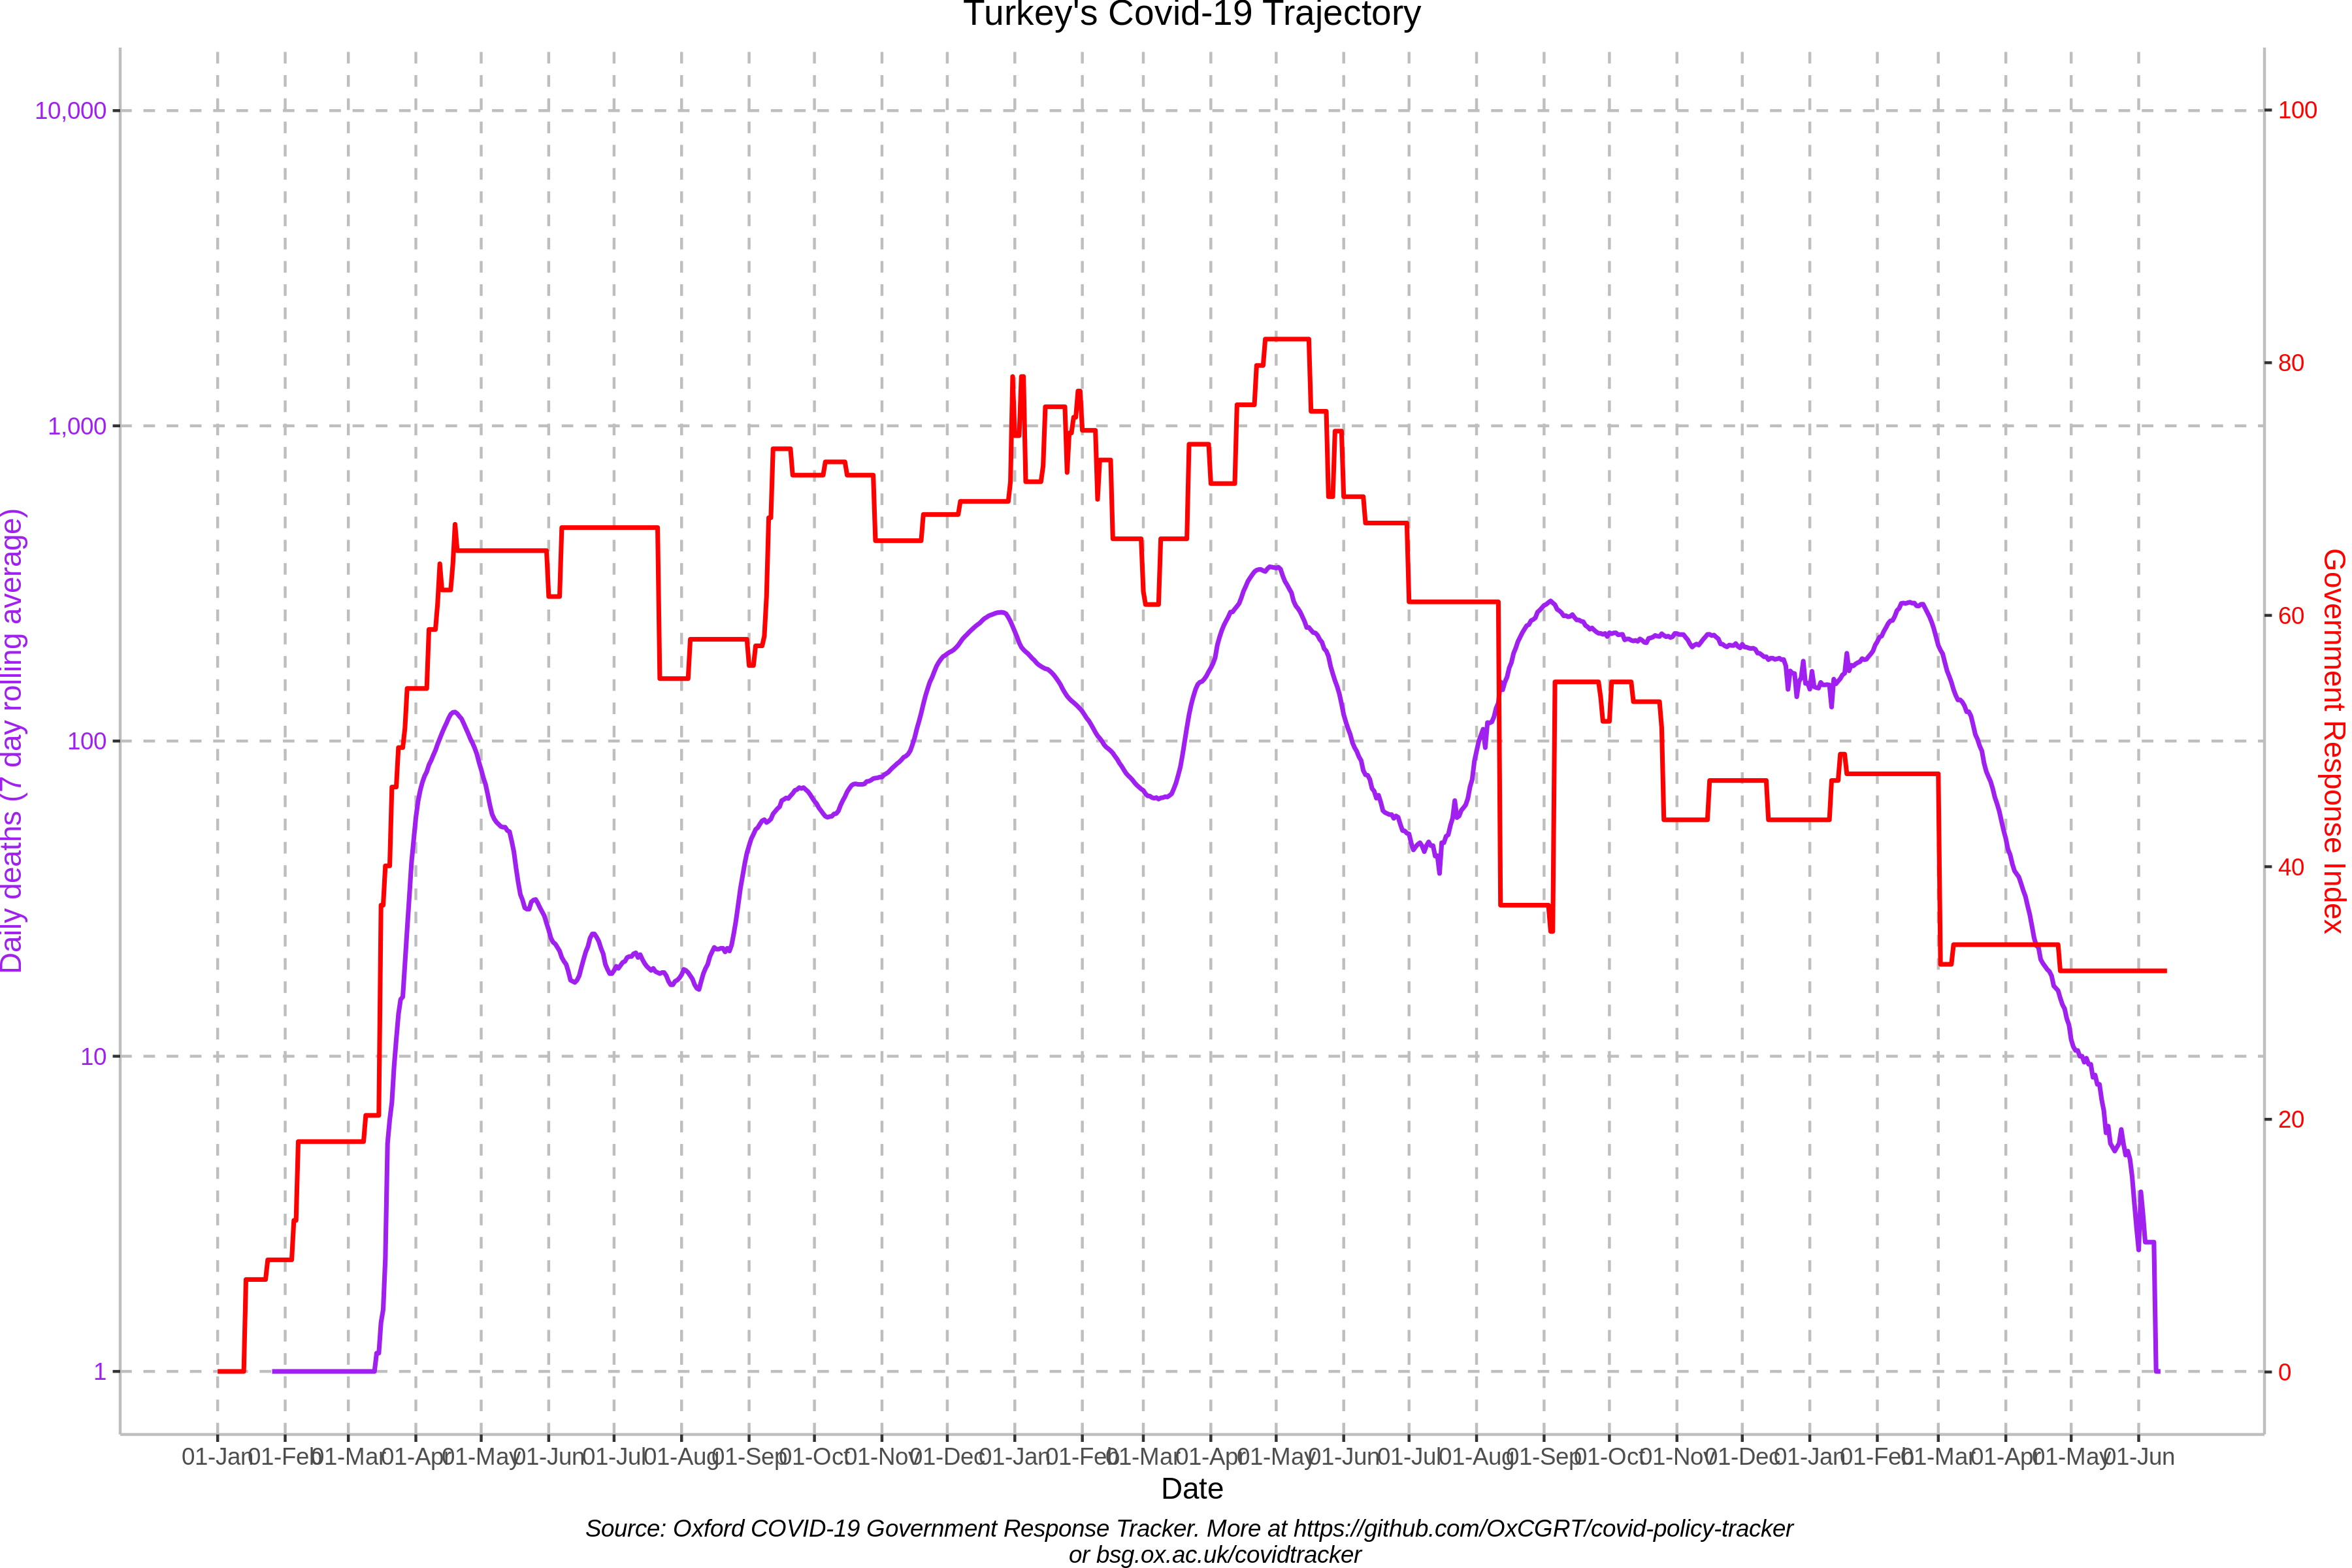 Turkey's Covid-19 Trajectory
10,000
1,000
100
10
1
Daily deaths (7 day rolling average)
100
80
60
40
20
0
Government Response Index
01-Jan 01-Feb 01-Mar 01-Apr 01-May 01-Jun 01-Jul 01-Aug 01-Sep 01-Oct 01-Nov 01-Dec 01-Jan 01-Feb 01-Mar 01-Apr 01-May 01-Jun 01-Jul 01-Aug 01-Sep 01-Oct 01-Nov 01-Dec 01-Jan 01-Feb 01-Mar 01-Apr 01-May 01-Jun
Date
Source: Oxford COVID-19 Government Response Tracker. More at https://github.com/OxCGRT/covid-policy-tracker
or bsg.ox.ac.uk/covidtracker